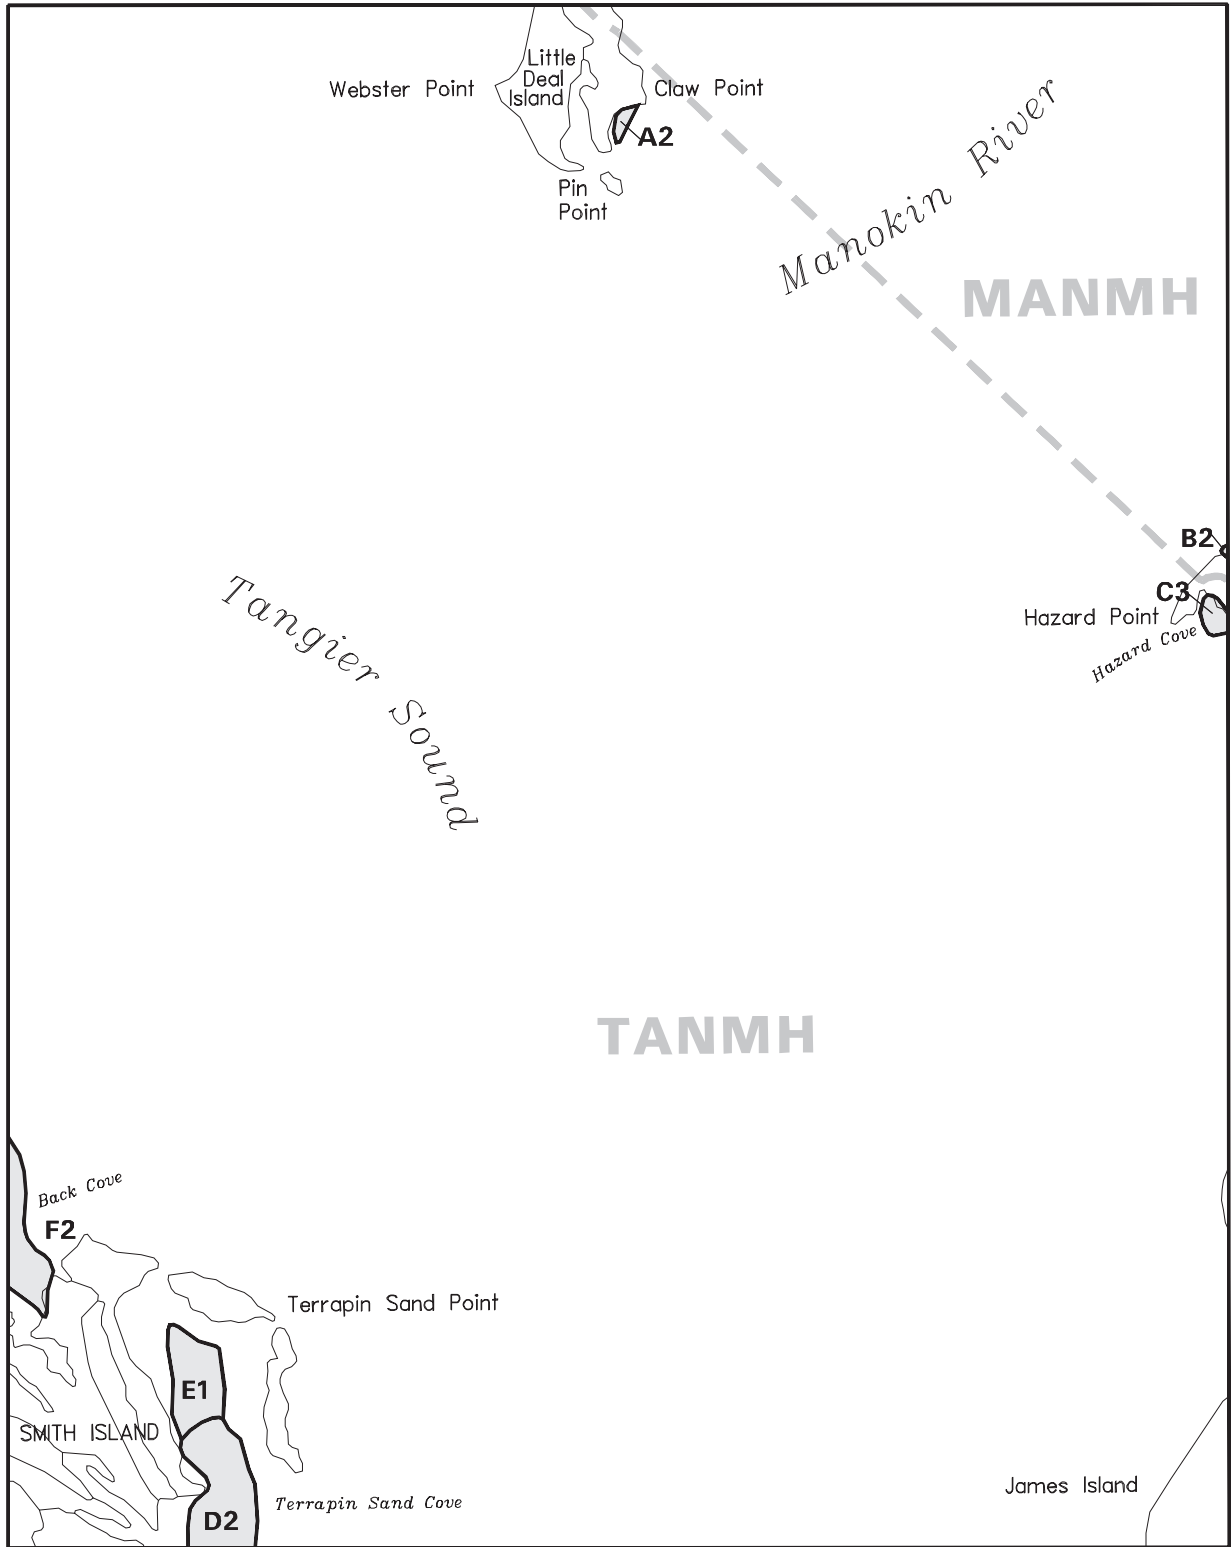 Little
Deal
Island
Webster Point
Claw Point
A2
Pin
Point
Manokin River
MANMH
B2
C3
Hazard Point
Hazard Cove
Tangier Sound
TANMH
Back Cove
F2
Terrapin Sand Point
E1
SMITH ISLAND
James Island
Terrapin Sand Cove
D2